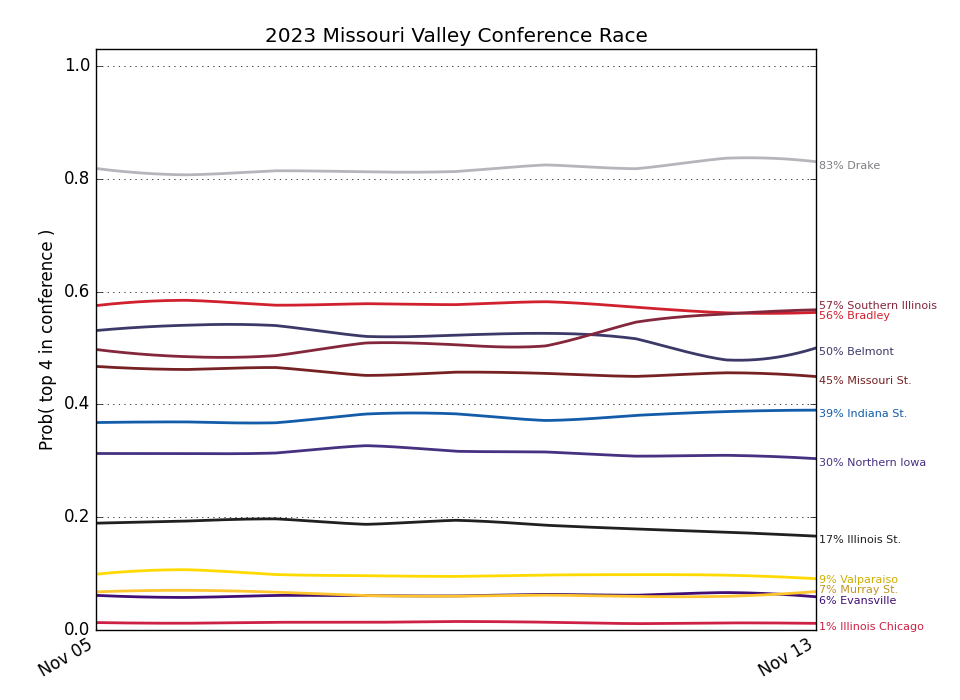 2023 Missouri Valley Conference Race
Prob( top 4 in conference )
1.0
0.8
0.6
0.4
0.2
0.0
Nov 05
Nov 13
83% Drake
57% Southern Illinois
56% Bradley
50% Belmont
45% Missouri St.
39% Indiana St.
30% Northern Iowa
17% Illinois St.
9% Valparaiso
7% Murray St.
6% Evansville
1% Illinois Chicago